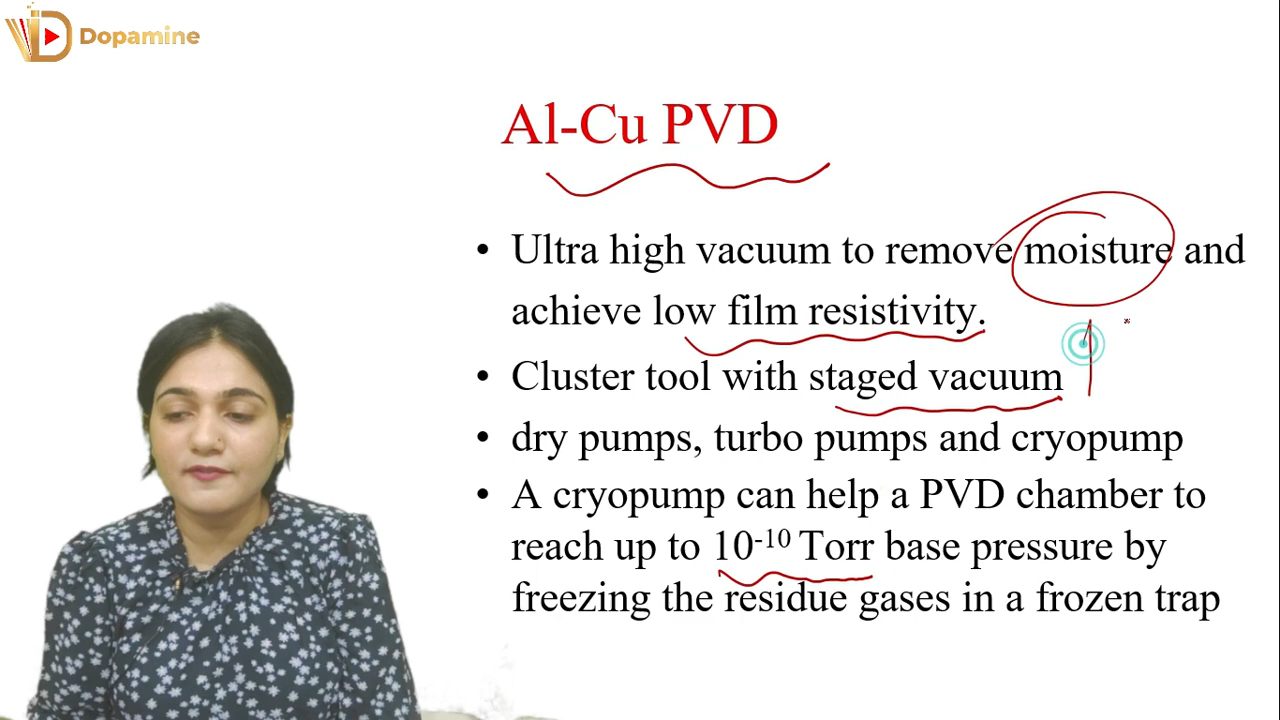 Dopamine
Al-Cu PVD
• Ultra high vacuum to remove moisture and
achieve low film resistivity.
• Cluster tool with staged vacuum
• dry pumps, turbo pumps and cryopump
• A cryopump can help a PVD chamber to
reach up to 10⁻¹⁰ Torr base pressure by
freezing the residue gases in a frozen trap